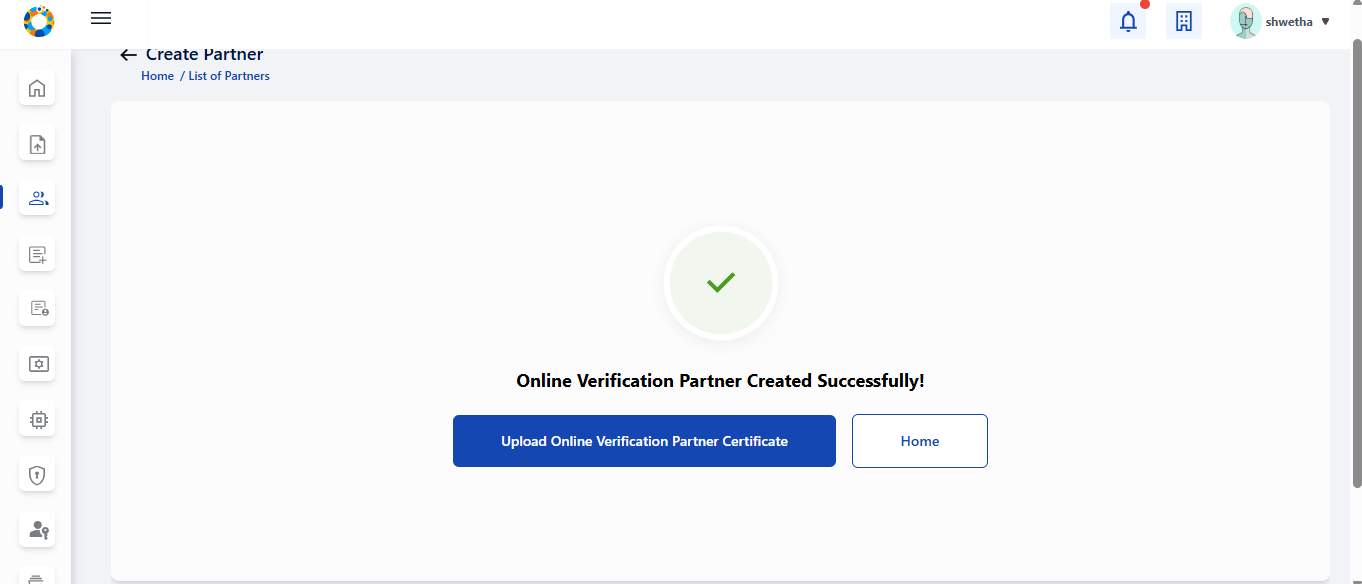 shwetha
Create Partner
Home / List of Partners
Online Verification Partner Created Successfully!
Upload Online Verification Partner Certificate
Home